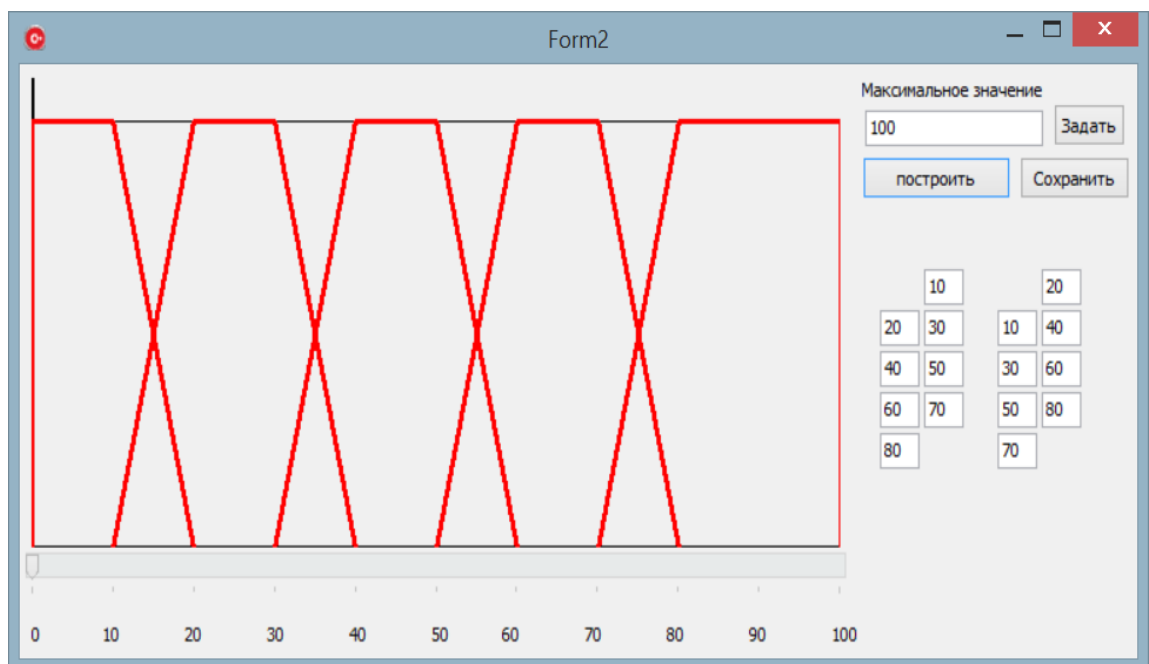 Form2
Максимальное значение
100 Задать
построить Сохранить
10 20
20 30 10 40
40 50 30 60
60 70 50 80
80 70
0 10 20 30 40 50 60 70 80 90 100